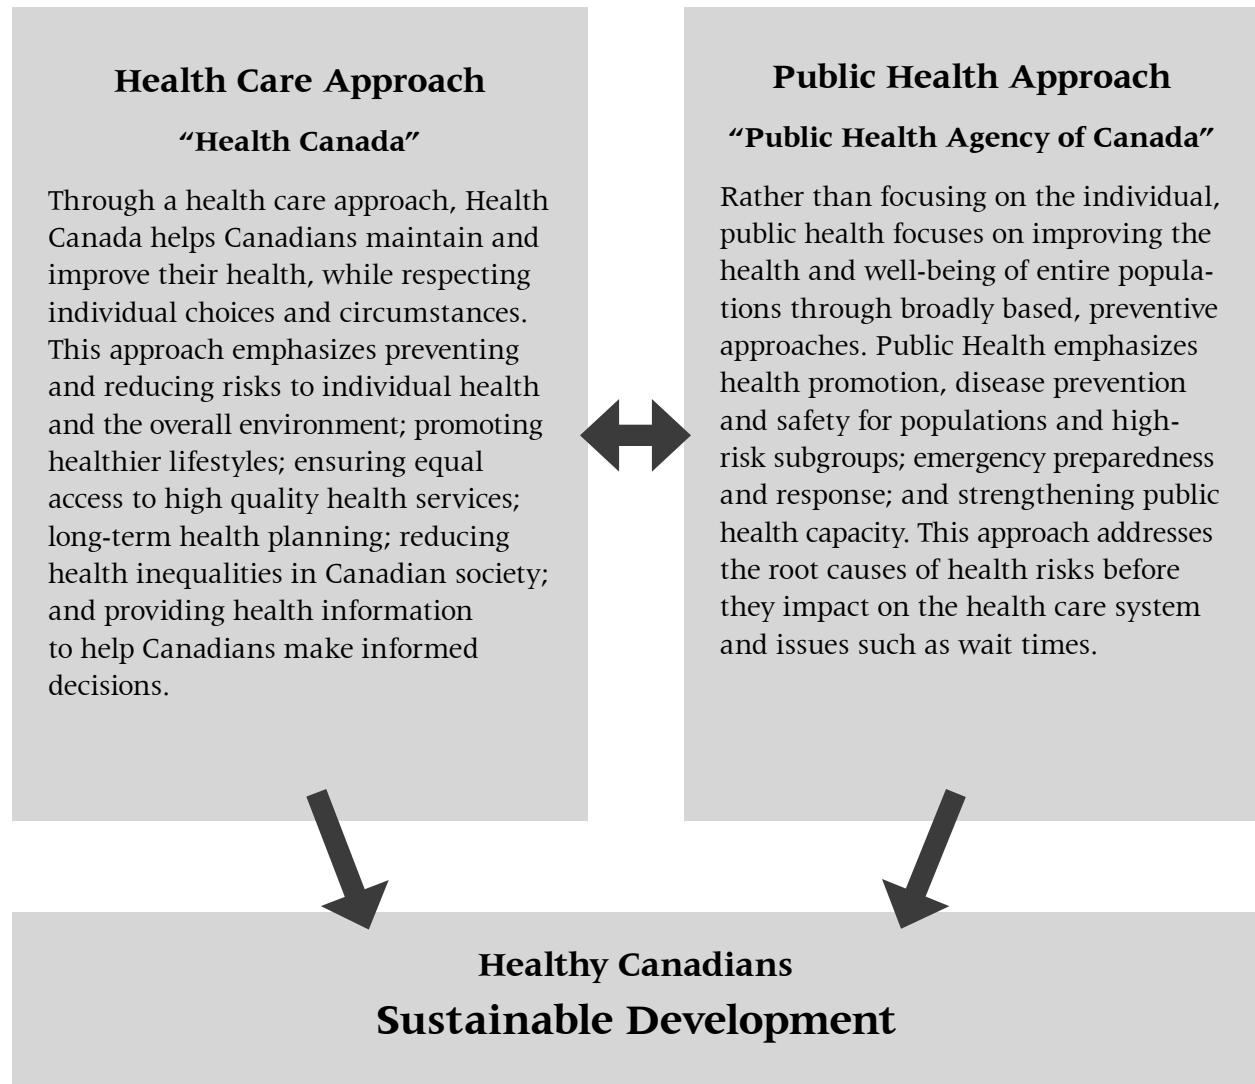 Health Care Approach
“Health Canada”
Through a health care approach, Health
Canada helps Canadians maintain and
improve their health, while respecting
individual choices and circumstances.
This approach emphasizes preventing
and reducing risks to individual health
and the overall environment; promoting
healthier lifestyles; ensuring equal
access to high quality health services;
long-term health planning; reducing
health inequalities in Canadian society;
and providing health information
to help Canadians make informed
decisions.
Public Health Approach
“Public Health Agency of Canada”
Rather than focusing on the individual,
public health focuses on improving the
health and well-being of entire popula-
tions through broadly based, preventive
approaches. Public Health emphasizes
health promotion, disease prevention
and safety for populations and high-
risk subgroups; emergency preparedness
and response; and strengthening public
health capacity. This approach addresses
the root causes of health risks before
they impact on the health care system
and issues such as wait times.
Healthy Canadians
Sustainable Development